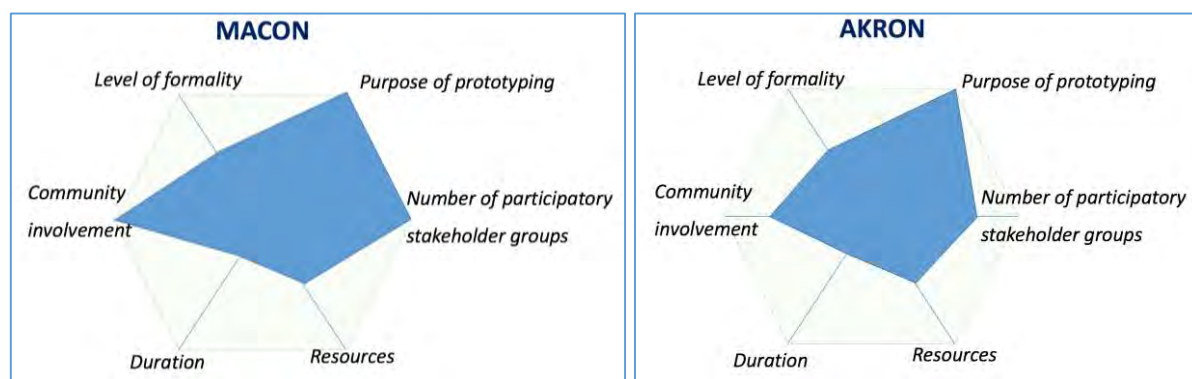 MACON
Level of formality
Purpose of prototyping
Community
involvement
Number of participatory
stakeholder groups
Duration
Resources
AKRON
Level of formality
Purpose of prototyping
Community
involvement
Number of participatory
stakeholder groups
Duration
Resources